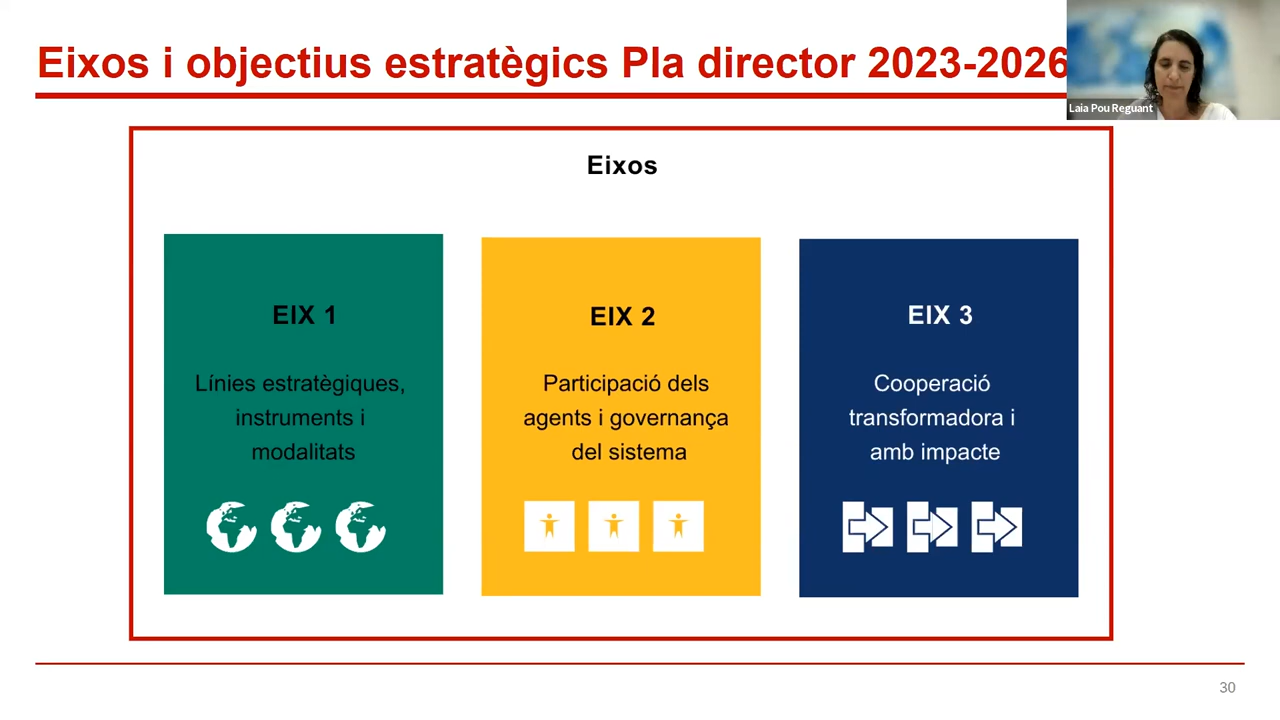 Eixos i objectius estratègics Pla director 2023-2026
Laia Pou Reguant
Eixos
EIX 1
Línies estratègiques,
instruments i
modalitats
EIX 2
Participació dels
agents i governança
del sistema
EIX 3
Cooperació
transformadora i
amb impacte
30